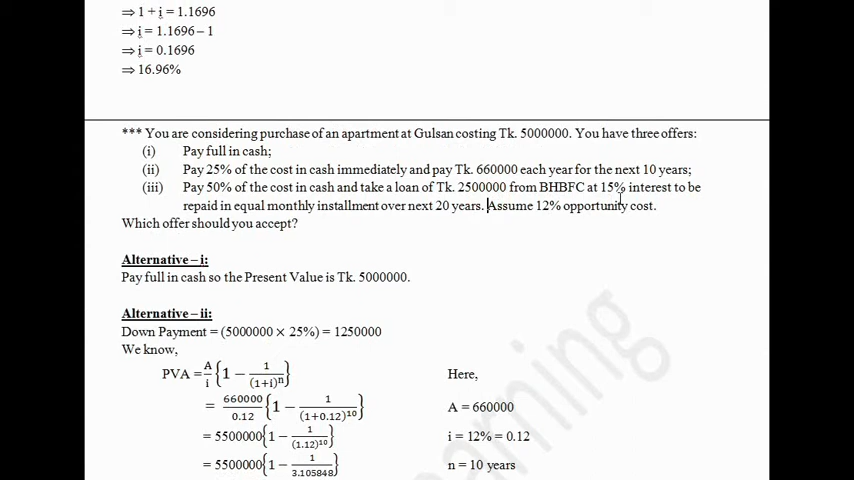 ⇒ 1 + i = 1.1696
⇒ i = 1.1696 – 1
⇒ i = 0.1696
⇒ 16.96%
*** You are considering purchase of an apartment at Gulsan costing Tk. 5000000. You have three offers:
(i) Pay full in cash;
(ii) Pay 25% of the cost in cash immediately and pay Tk. 660000 each year for the next 10 years;
(iii) Pay 50% of the cost in cash and take a loan of Tk. 2500000 from BHBFC at 15% interest to be
repaid in equal monthly installment over next 20 years. Assume 12% opportunity cost.
Which offer should you accept?
Alternative – i:
Pay full in cash so the Present Value is Tk. 5000000.
Alternative – ii:
Down Payment = (5000000 × 25%) = 1250000
We know,
PVA = A/i {1 − 1/(1+i)^n} Here,
= 660000/0.12 {1 − 1/(1+0.12)^10} A = 660000
= 5500000{1 − 1/(1.12)^10} i = 12% = 0.12
= 5500000{1 − 1/3.105848} n = 10 years
earning